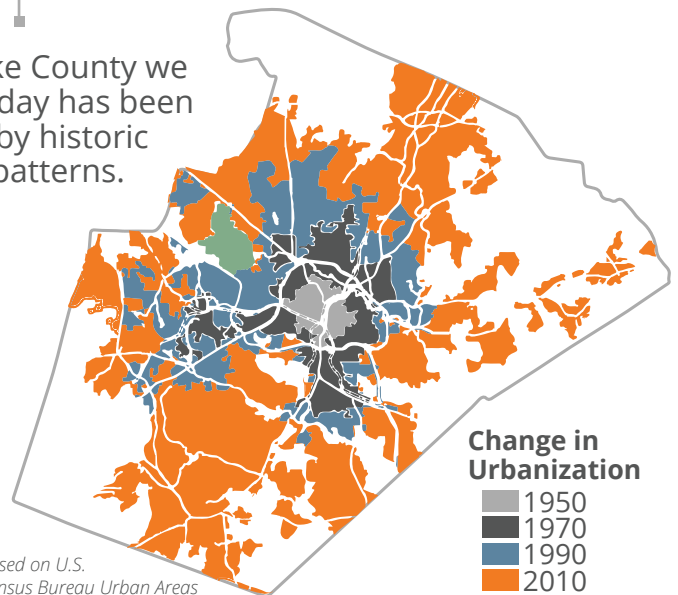 ke County we
day has been
by historic
patterns.
Change in
Urbanization
1950
1970
1990
2010
sed on U.S.
nsus Bureau Urban Areas